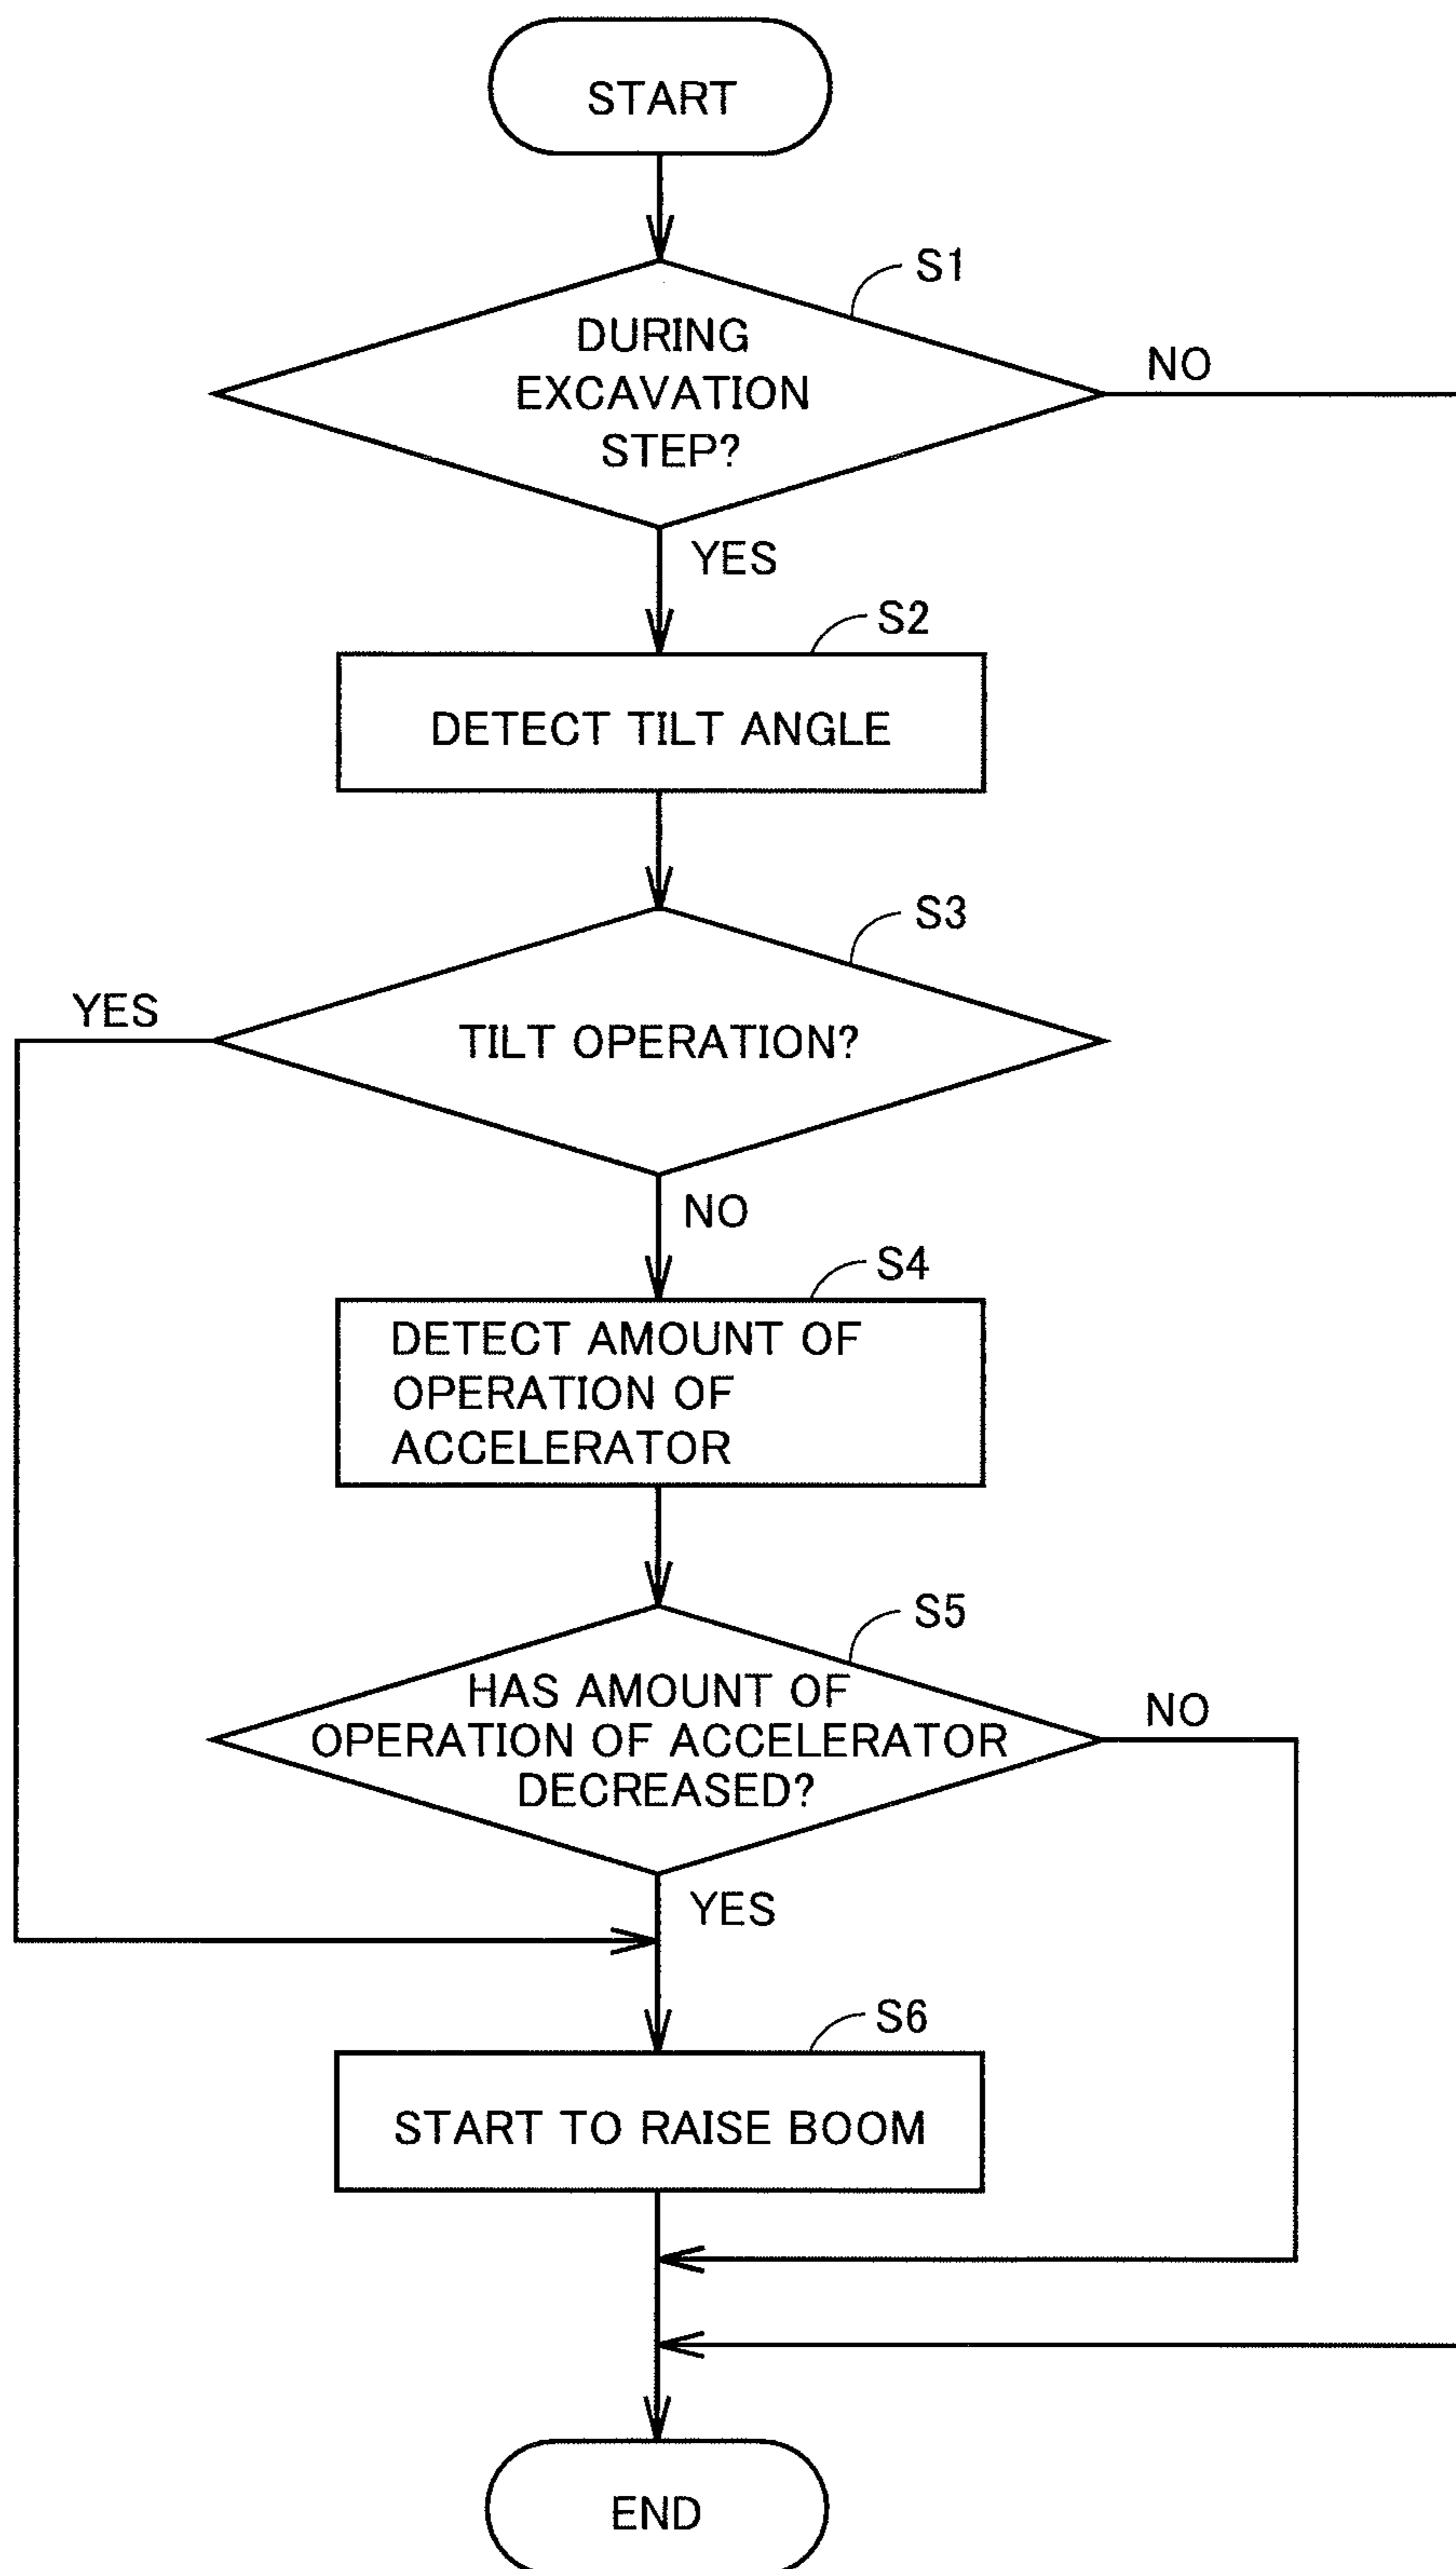 START
S1
DURING
EXCAVATION
STEP?
NO
YES
S2
DETECT TILT ANGLE
S3
YES
TILT OPERATION?
NO
S4
DETECT AMOUNT OF
OPERATION OF
ACCELERATOR
S5
HAS AMOUNT OF
OPERATION OF ACCELERATOR
DECREASED?
NO
YES
S6
START TO RAISE BOOM
END